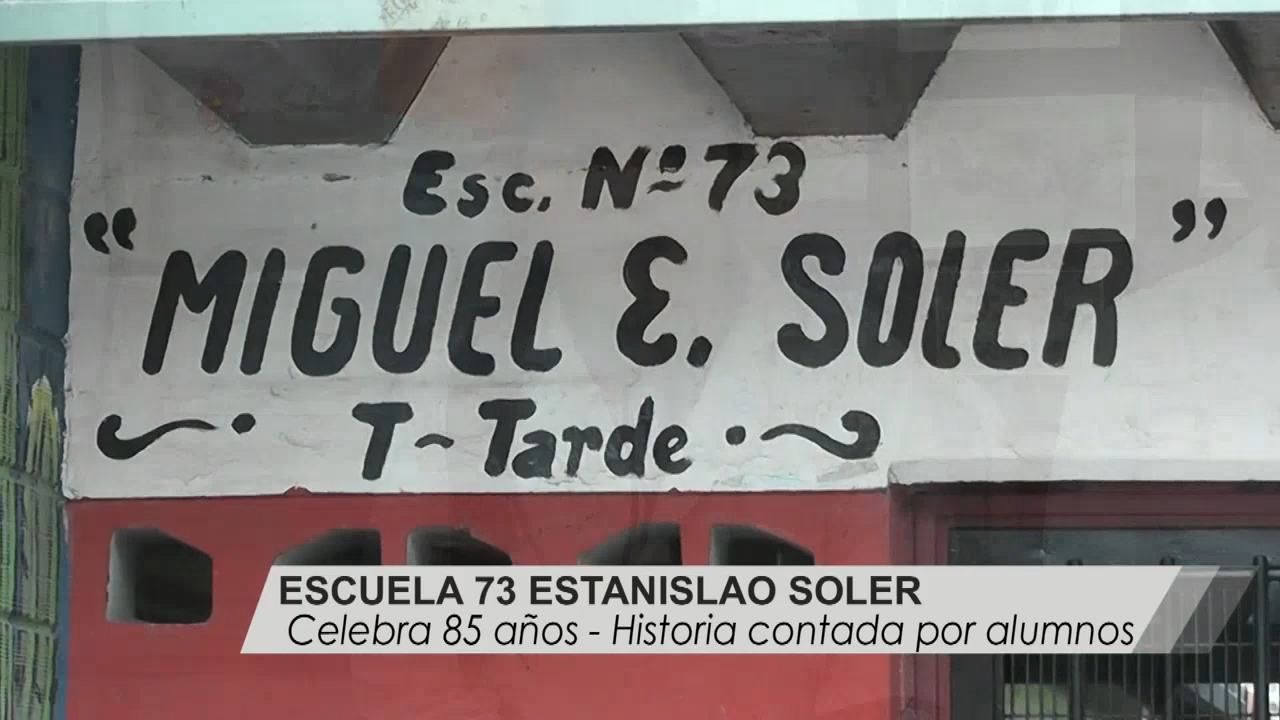 Esc. Nº 73
“MIGUEL E. SOLER”
T~Tarde
ESCUELA 73 ESTANISLAO SOLER
Celebra 85 años - Historia contada por alumnos